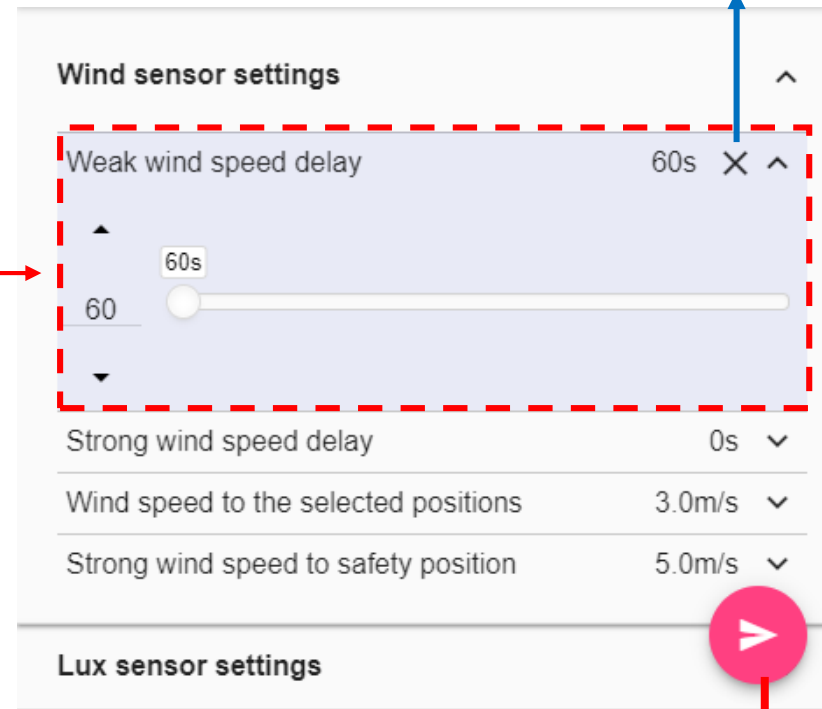 Wind sensor settings
Weak wind speed delay 60s
60s
60
Strong wind speed delay 0s
Wind speed to the selected positions 3.0m/s
Strong wind speed to safety position 5.0m/s
Lux sensor settings